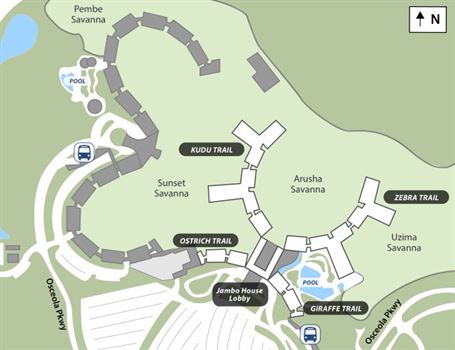 Pembe
Savanna
N
POOL
KUDU TRAIL
Arusha
Savanna
Sunset
Savanna
ZEBRA TRAIL
Uzima
Savanna
OSTRICH TRAIL
Jambo House
Lobby
POOL
GIRAFFE TRAIL
Osceola Pkwy
Osceola Pkwy